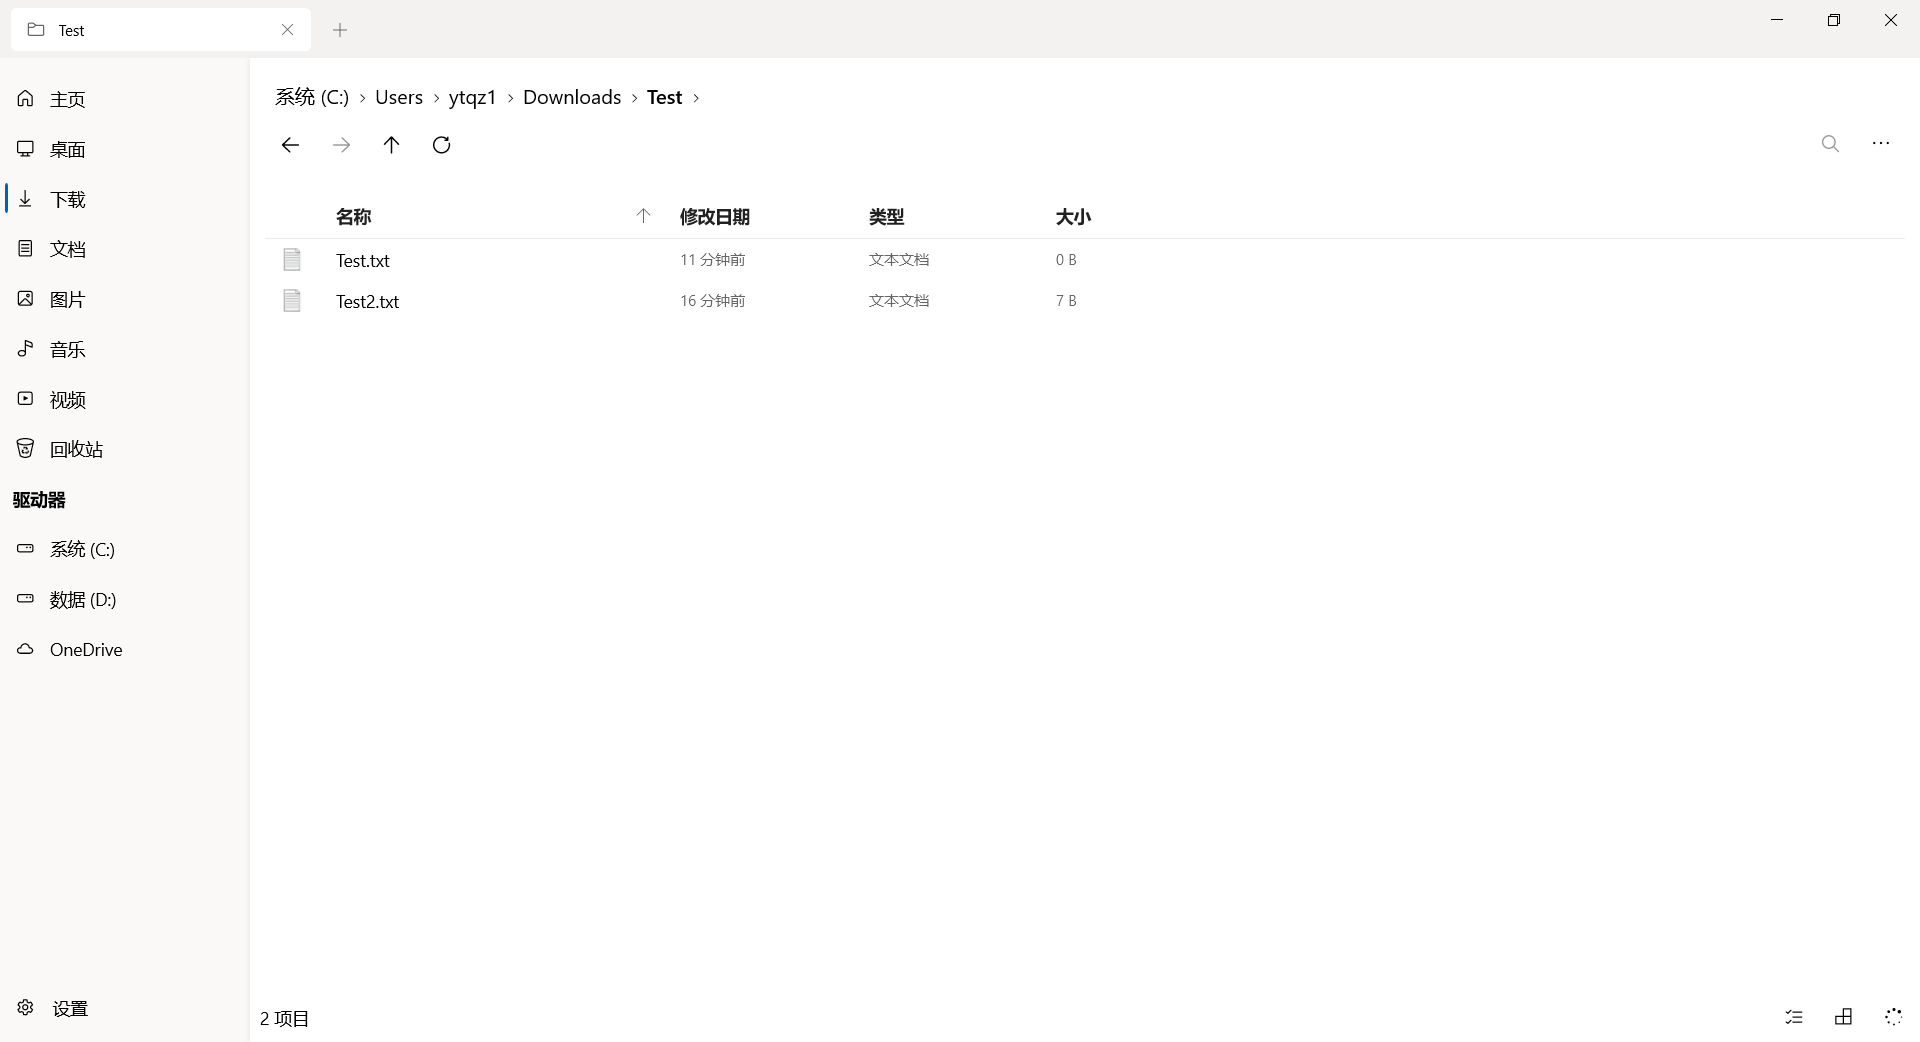 Test
主页
桌面
下载
文档
图片
音乐
视频
回收站
驱动器
系统 (C:)
数据 (D:)
OneDrive
设置
系统 (C:) › Users › ytqz1 › Downloads › Test ›
名称 修改日期 类型 大小
Test.txt 11 分钟前 文本文档 0 B
Test2.txt 16 分钟前 文本文档 7 B
2 项目